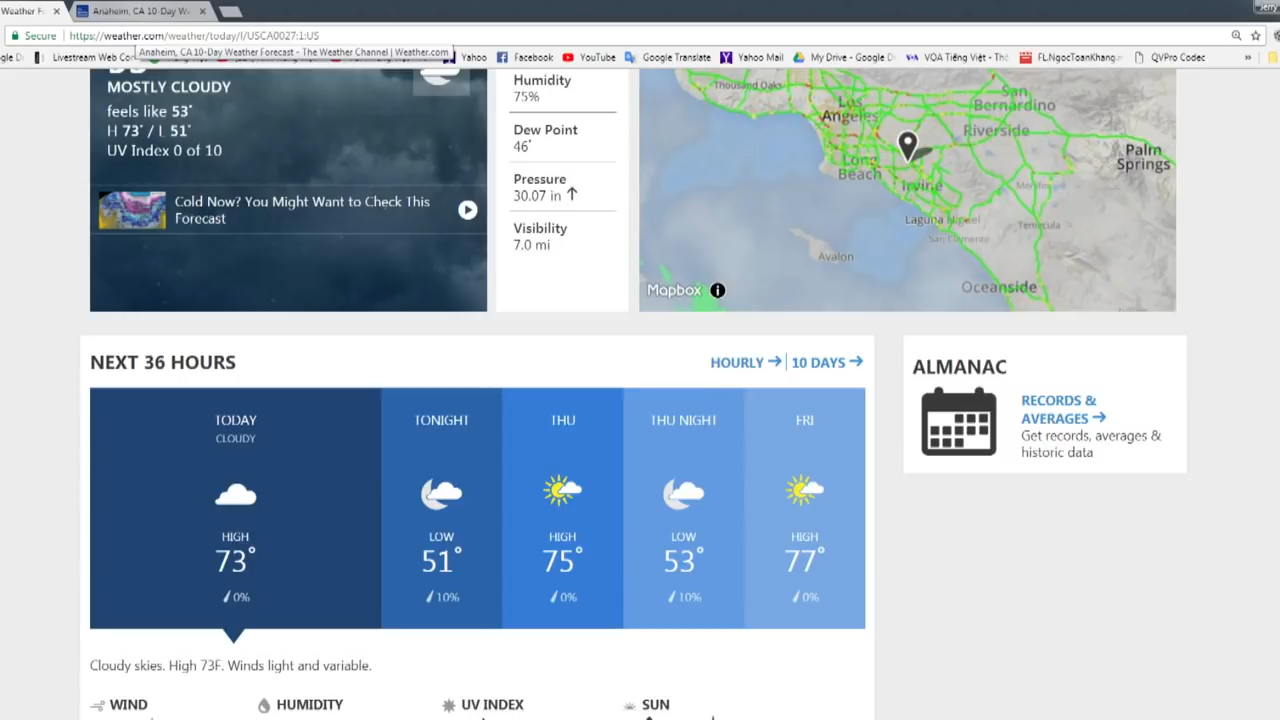 Weather F
Anaheim, CA 10-Day W
Jerry
Secure
https://weather.com/weather/today/l/USCA0027:1:US
Anaheim, CA 10-Day Weather Forecast - The Weather Channel | Weather.com
Livestream Web Con
Yahoo
Facebook
YouTube
Google Translate
Yahoo Mail
My Drive - Google D
VOA Tiếng Việt - Thờ
FL.NgocToanKhang.
QVPro Codec
»
MOSTLY CLOUDY
feels like 53°
H 73° / L 51°
UV Index 0 of 10
Cold Now? You Might Want to Check This
Forecast
Humidity
75%
Dew Point
46°
Pressure
30.07 in ↑
Visibility
7.0 mi
Thousand Oaks
Los
Angeles
San
Bernardino
Riverside
Palm
Springs
Long
Beach
Irvine
Laguna Niguel
San Clemente
Temecula
Avalon
Oceanside
Mapbox
NEXT 36 HOURS
HOURLY → | 10 DAYS →
TODAY
CLOUDY
HIGH
73°
0%
TONIGHT
LOW
51°
10%
THU
HIGH
75°
0%
THU NIGHT
LOW
53°
10%
FRI
HIGH
77°
0%
ALMANAC
RECORDS &
AVERAGES →
Get records, averages &
historic data
Cloudy skies. High 73F. Winds light and variable.
WIND
HUMIDITY
UV INDEX
SUN